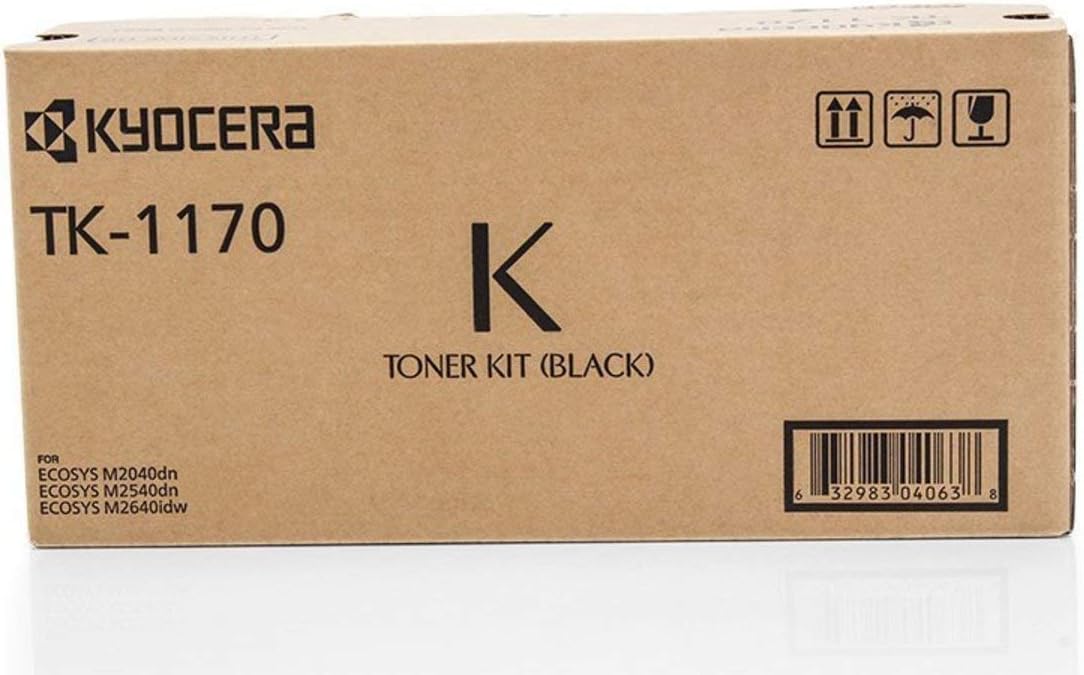 KYOCERA
TK-1170
K
TONER KIT (BLACK)
FOR
ECOSYS M2040dn
ECOSYS M2540dn
ECOSYS M2640idw
6 32983 04063 8